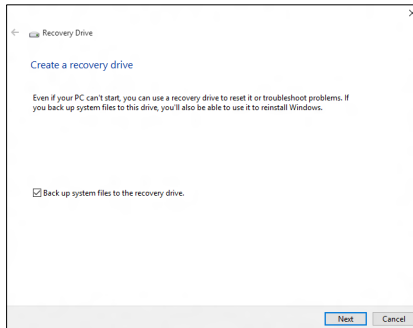 Recovery Drive
Create a recovery drive
Even if your PC can't start, you can use a recovery drive to reset it or troubleshoot problems. If
you back up system files to this drive, you'll also be able to use it to reinstall Windows.
Back up system files to the recovery drive.
Next Cancel